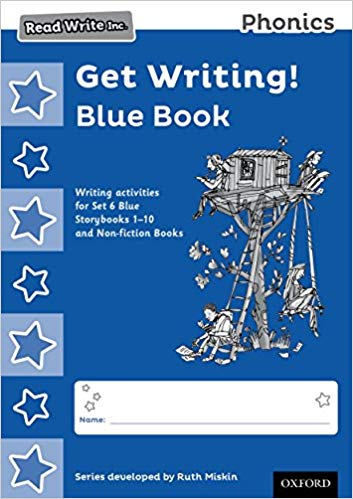 Read Write Inc.
Phonics
Get Writing!
Blue Book
Writing activities
for Set 6 Blue
Storybooks 1–10
and Non-fiction Books
Name:
Series developed by Ruth Miskin
OXFORD